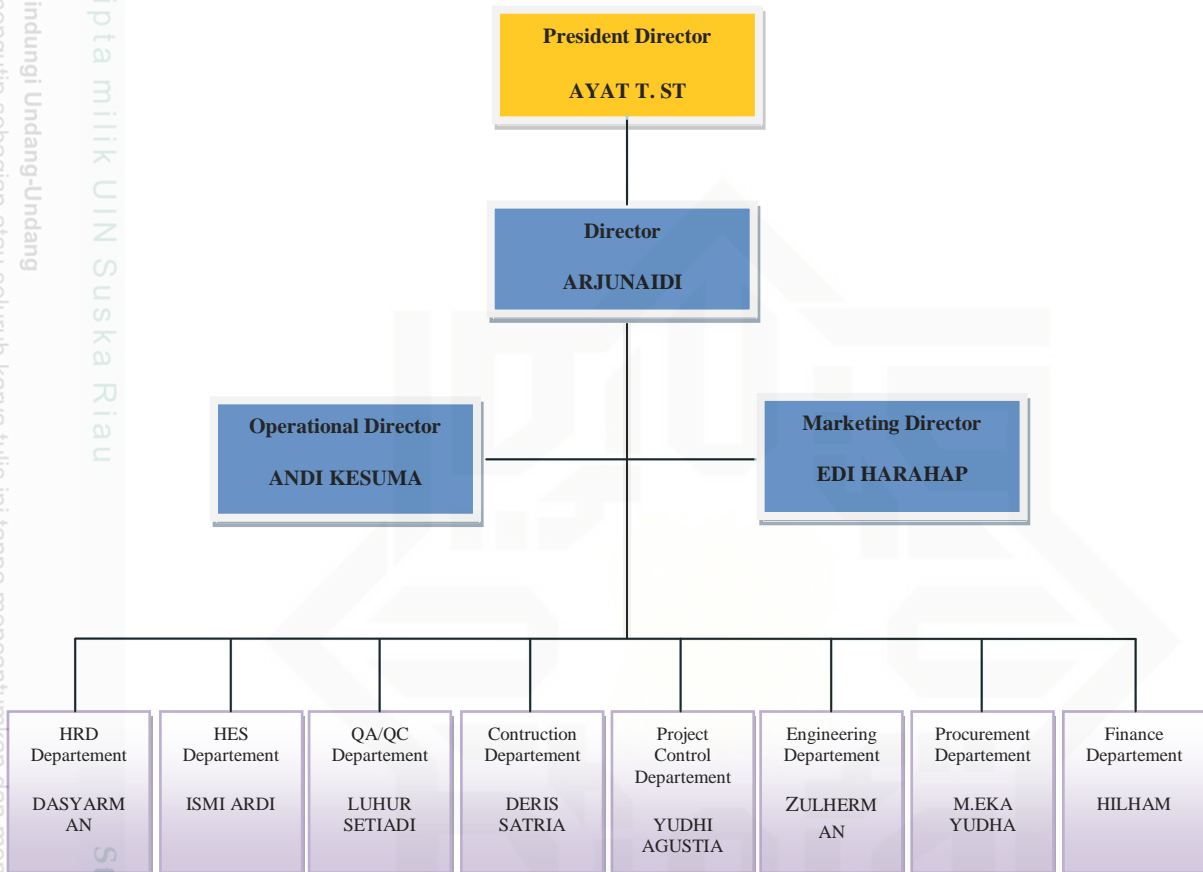 President Director
AYAT T. ST
Director
ARJUNAIDI
Operational Director
ANDI KESUMA
Marketing Director
EDI HARAHAP
HRD
Departement
DASYARM
AN
HES
Departement
ISMI ARDI
QA/QC
Departement
LUHUR
SETIADI
Contruction
Departement
DERIS
SATRIA
Project
Control
Departement
YUDHI
AGUSTIA
Engineering
Departement
ZULHERM
AN
Procurement
Departement
M.EKA
YUDHA
Finance
Departement
HILHAM
ipta milik UIN Suska Riau
indungi Undang-Undang